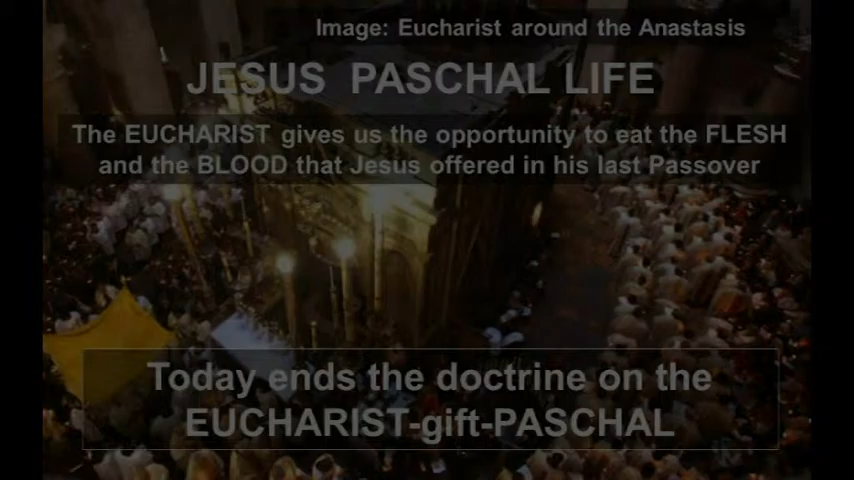 Image: Eucharist around the Anastasis
JESUS PASCHAL LIFE
The EUCHARIST gives us the opportunity to eat the FLESH
and the BLOOD that Jesus offered in his last Passover
Today ends the doctrine on the
EUCHARIST-gift-PASCHAL